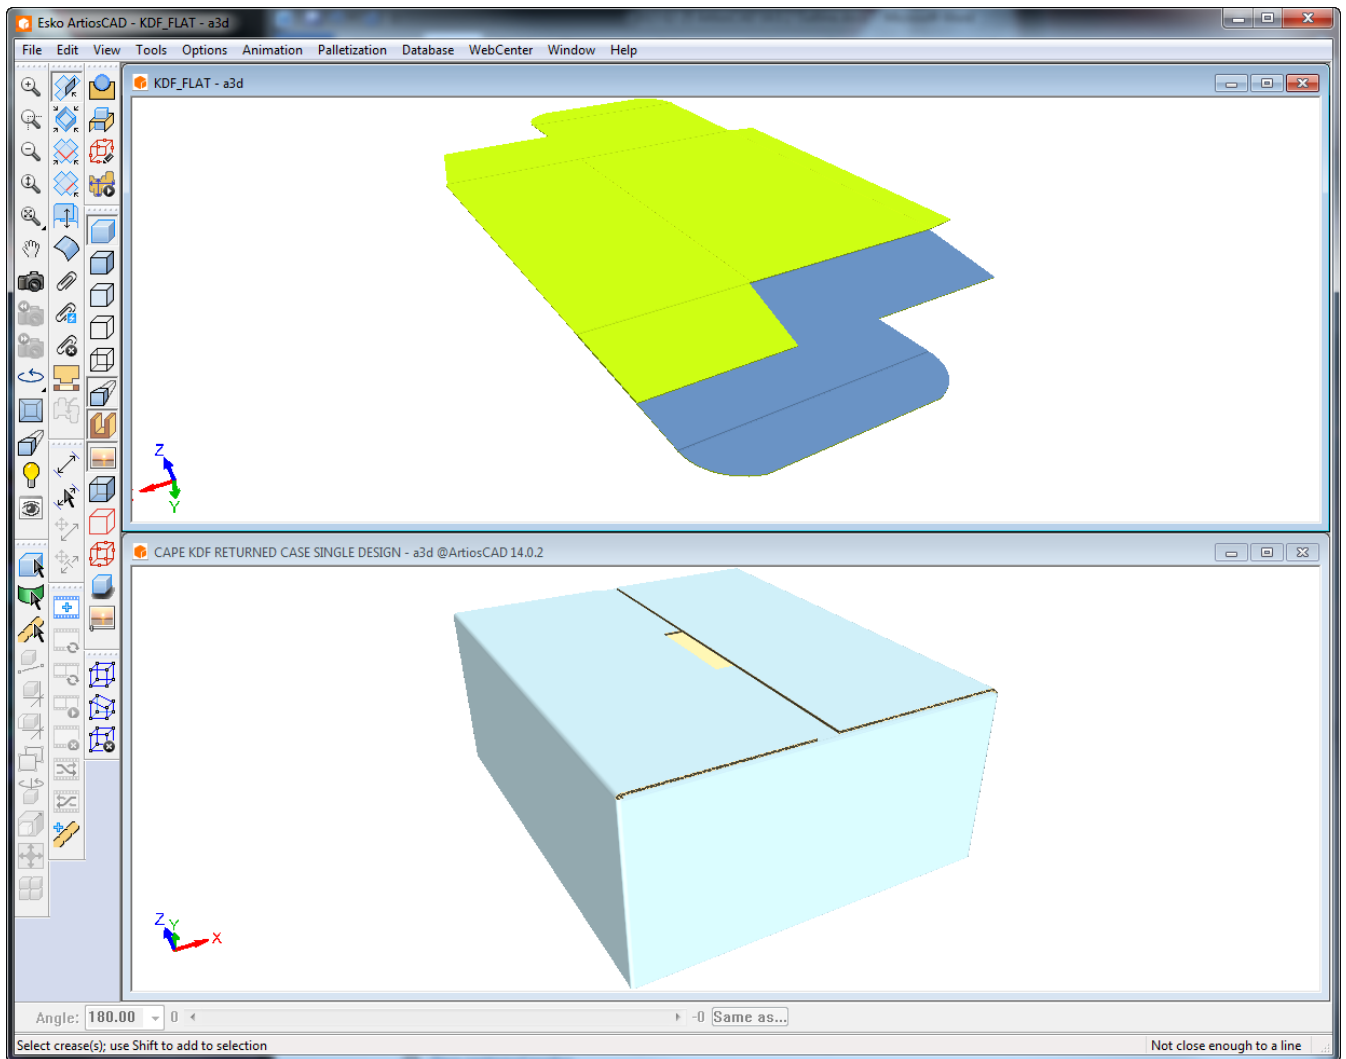 Esko ArtiosCAD - KDF_FLAT - a3d
File Edit View Tools Options Animation Palletization Database WebCenter Window Help
KDF_FLAT - a3d
Z
Y
CAPE KDF RETURNED CASE SINGLE DESIGN - a3d @ArtiosCAD 14.0.2
Z
Y
X
Angle: 180.00 0 -0 Same as...
Select crease(s); use Shift to add to selection Not close enough to a line